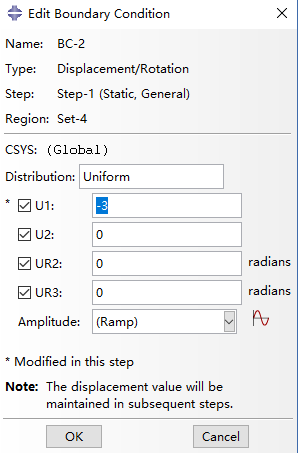 Edit Boundary Condition
Name: BC-2
Type: Displacement/Rotation
Step: Step-1 (Static, General)
Region: Set-4
CSYS: (Global)
Distribution: Uniform
* U1: -3
U2: 0
UR2: 0 radians
UR3: 0 radians
Amplitude: (Ramp)
* Modified in this step
Note: The displacement value will be
maintained in subsequent steps.
OK Cancel